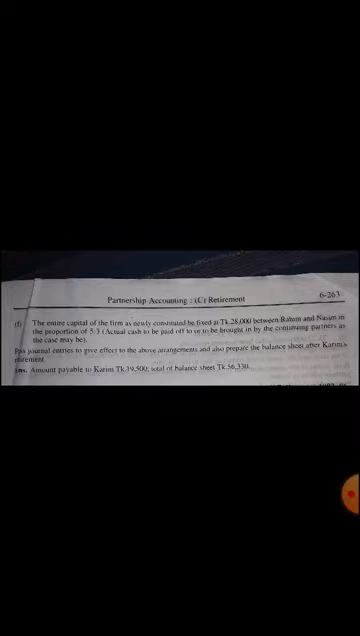 Partnership Accounting : (C) Retirement 6-263
(f) The entire capital of the firm as newly constituted be fixed at Tk.28,000 between Rahim and Nasim in
the proportion of 5:3 (Actual cash to be paid off to or to be brought in by the continuing partners as
the case may be).
Pass journal entries to give effect to the above arrangements and also prepare the balance sheet after Karim's
retirement.
Ans. Amount payable to Karim Tk.19,500; total of balance sheet Tk.56,330.